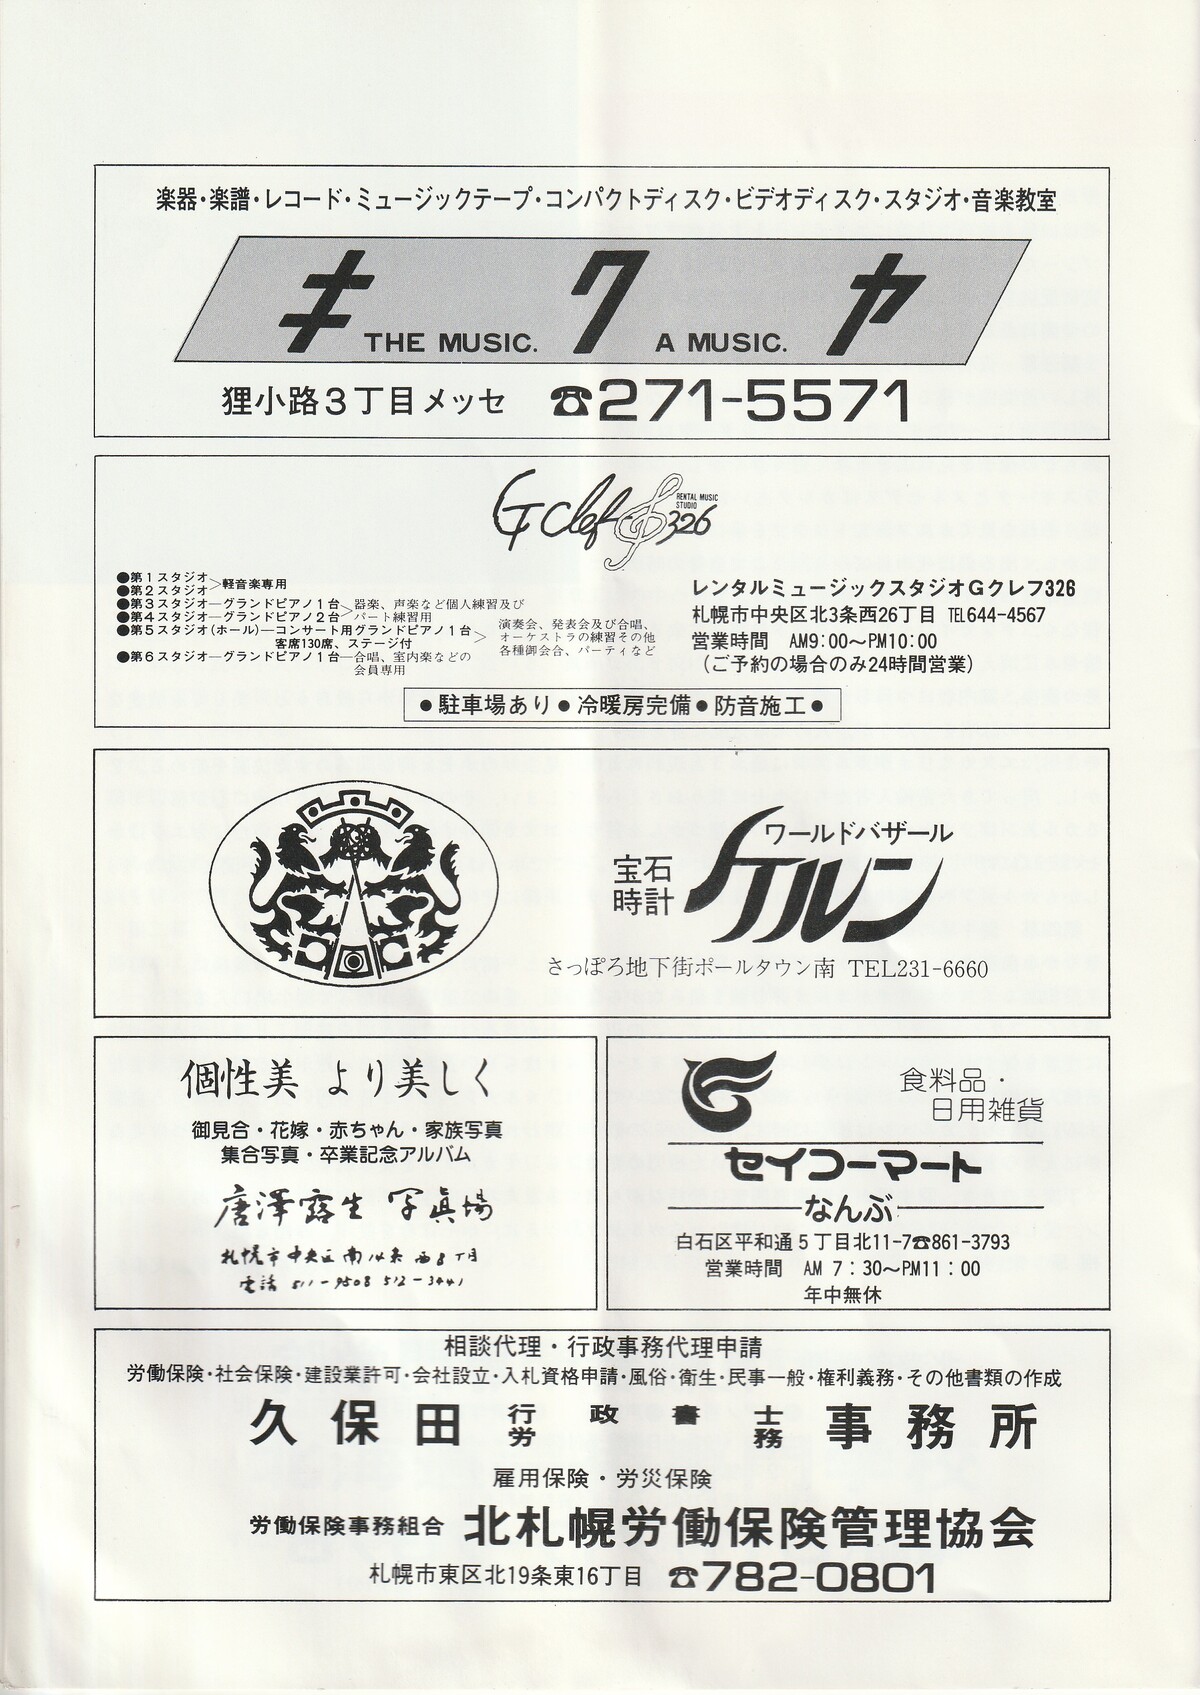 楽器・楽譜・レコード・ミュージックテープ・コンパクトディスク・ビデオディスク・スタジオ・音楽教室
キクヤ
THE MUSIC. A MUSIC.
狸小路3丁目メッセ ☎271-5571
G clef 326
RENTAL MUSIC
STUDIO
●第1スタジオ
●第2スタジオ>軽音楽専用
●第3スタジオ―グランドピアノ1台
●第4スタジオ―グランドピアノ2台>器楽、声楽など個人練習及び
パート練習用
●第5スタジオ(ホール)―コンサート用グランドピアノ1台
客席130席、ステージ付>演奏会、発表会及び合唱、
オーケストラの練習その他
各種御会合、パーティなど
●第6スタジオ―グランドピアノ1台―合唱、室内楽などの
会員専用
レンタルミュージックスタジオGクレフ326
札幌市中央区北3条西26丁目 TEL644-4567
営業時間 AM9:00〜PM10:00
(ご予約の場合のみ24時間営業)
●駐車場あり●冷暖房完備●防音施工●
ワールドバザール
宝石
時計
ケルン
さっぽろ地下街ポールタウン南 TEL231-6660
個性美 より美しく
御見合・花嫁・赤ちゃん・家族写真
集合写真・卒業記念アルバム
唐澤露生 写真場
札幌市中央区南14条西8丁目
電話 511-9508 512-3441
食料品・
日用雑貨
セイコーマート
なんぶ
白石区平和通5丁目北11-7☎861-3793
営業時間 AM 7:30〜PM11:00
年中無休
相談代理・行政事務代理申請
労働保険・社会保険・建設業許可・会社設立・入札資格申請・風俗・衛生・民事一般・権利義務・その他書類の作成
久保田 行政書士 労務 事務所
雇用保険・労災保険
労働保険事務組合 北札幌労働保険管理協会
札幌市東区北19条東16丁目 ☎782-0801